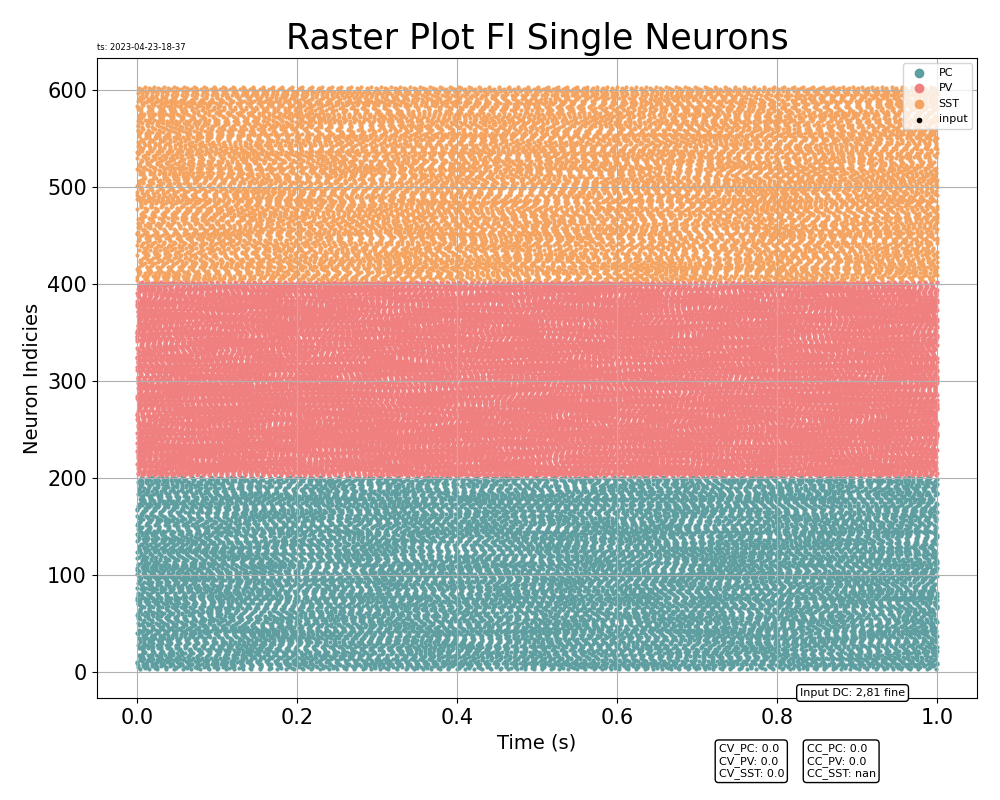 Raster Plot FI Single Neurons
ts: 2023-04-23-18-37
PC
PV
SST
input
600
500
400
300
200
100
0
Neuron Indicies
Input DC: 2,81 fine
0.0 0.2 0.4 0.6 0.8 1.0
Time (s)
CV_PC: 0.0
CV_PV: 0.0
CV_SST: 0.0
CC_PC: 0.0
CC_PV: 0.0
CC_SST: nan